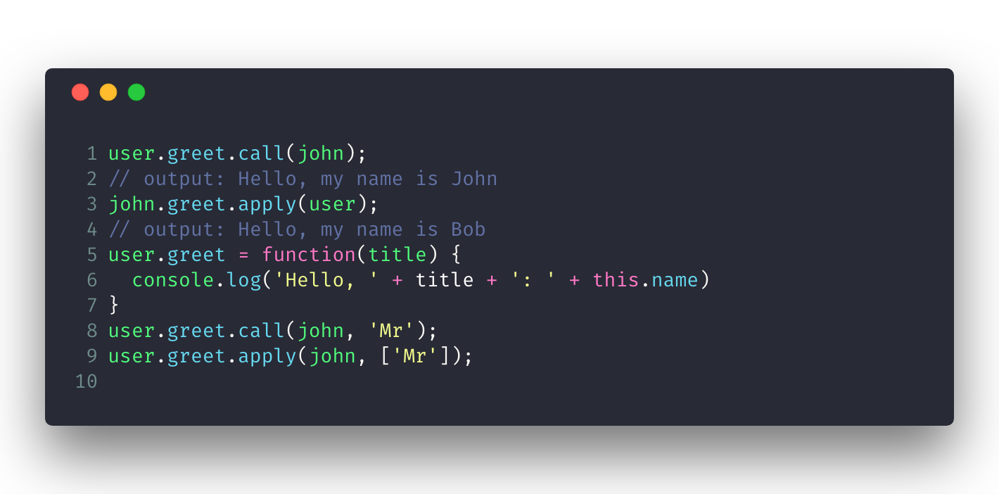 1 user.greet.call(john);
2 // output: Hello, my name is John
3 john.greet.apply(user);
4 // output: Hello, my name is Bob
5 user.greet = function(title) {
6   console.log('Hello, ' + title + ': ' + this.name)
7 }
8 user.greet.call(john, 'Mr');
9 user.greet.apply(john, ['Mr']);
10